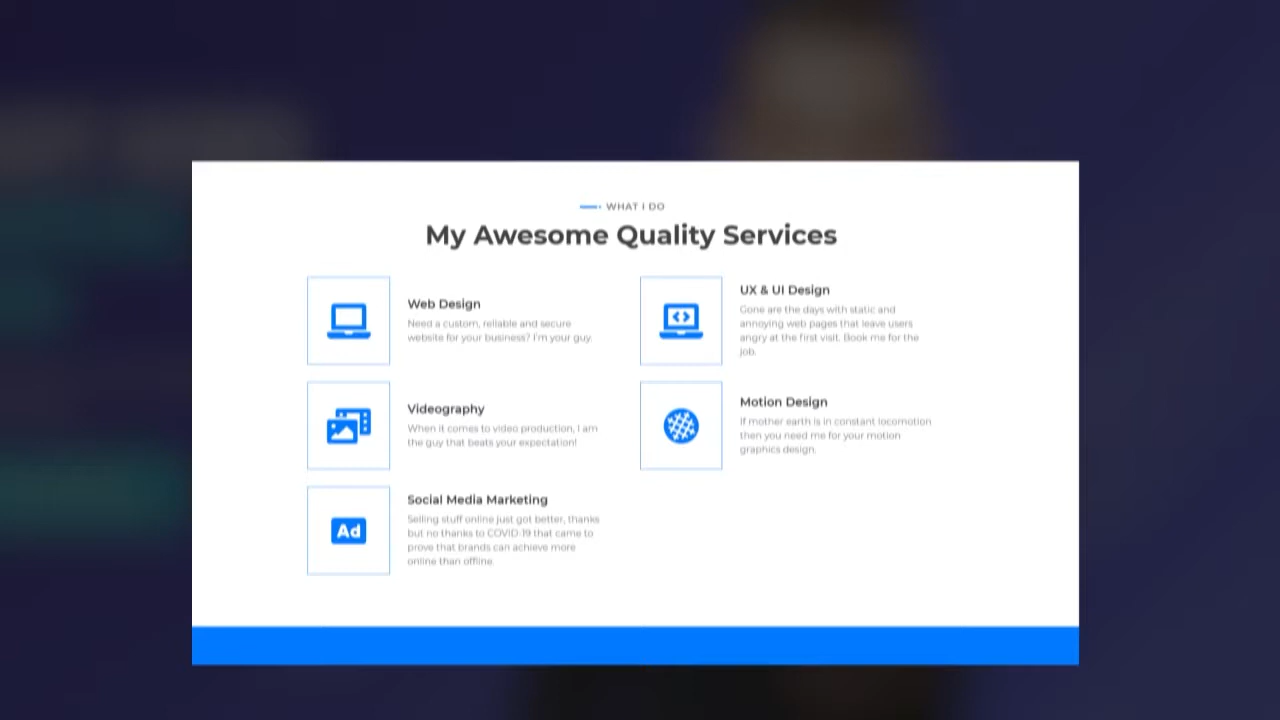 WHAT I DO
My Awesome Quality Services
Web Design
Need a custom, reliable and secure
website for your business? I'm your guy.
UX & UI Design
Gone are the days with static and
annoying web pages that leave users
angry at the first visit. Book me for the
job.
Videography
When it comes to video production, I am
the guy that beats your expectation!
Motion Design
If mother earth is in constant locomotion
then you need me for your motion
graphics design.
Ad
Social Media Marketing
Selling stuff online just got better, thanks
but no thanks to COVID-19 that came to
prove that brands can achieve more
online than offline.